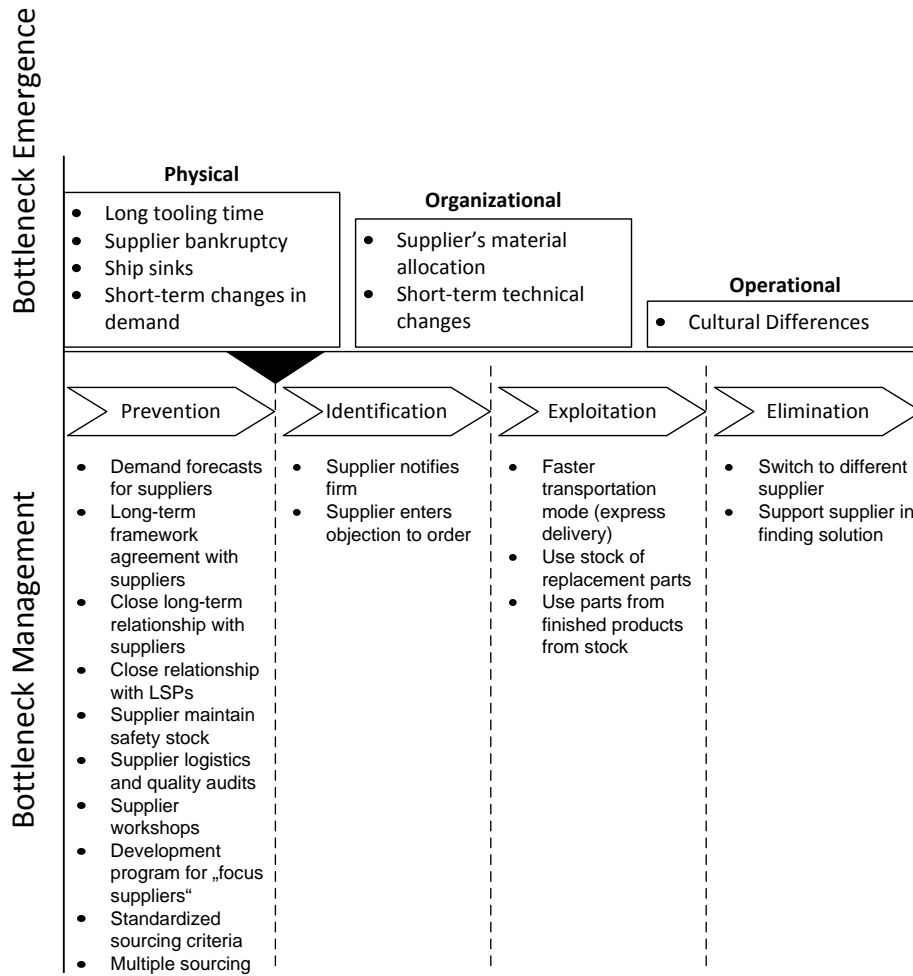 Bottleneck Emergence
Physical
• Long tooling time
• Supplier bankruptcy
• Ship sinks
• Short-term changes in
demand
Organizational
• Supplier's material
allocation
• Short-term technical
changes
Operational
• Cultural Differences
Bottleneck Management
Prevention
• Demand forecasts
for suppliers
• Long-term
framework
agreement with
suppliers
• Close long-term
relationship with
suppliers
• Close relationship
with LSPs
• Supplier maintain
safety stock
• Supplier logistics
and quality audits
• Supplier
workshops
• Development
program for „focus
suppliers“
• Standardized
sourcing criteria
• Multiple sourcing
Identification
• Supplier notifies
firm
• Supplier enters
objection to order
Exploitation
• Faster
transportation
mode (express
delivery)
• Use stock of
replacement parts
• Use parts from
finished products
from stock
Elimination
• Switch to different
supplier
• Support supplier in
finding solution